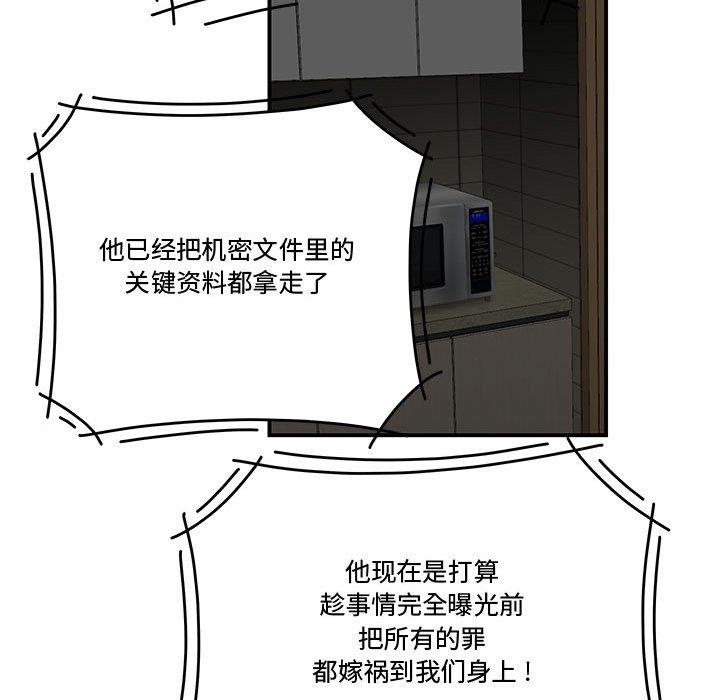 他已经把机密文件里的
关键资料都拿走了
他现在是打算
趁事情完全曝光前
把所有的罪
都嫁祸到我们身上！